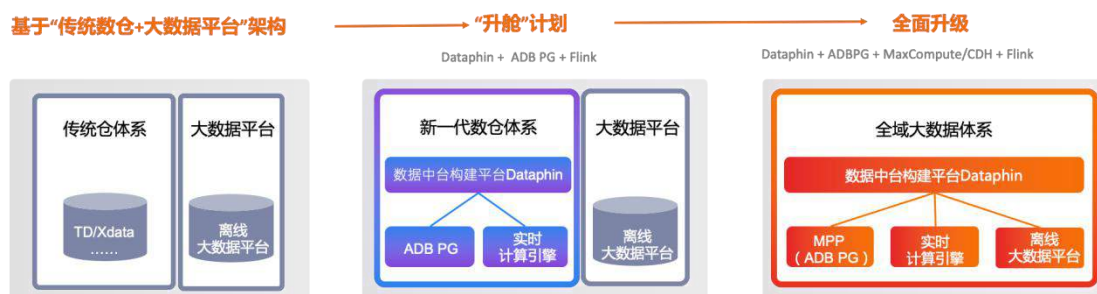 基于“传统数仓+大数据平台”架构
“升舱”计划
全面升级
Dataphin + ADB PG + Flink
Dataphin + ADBPG + MaxCompute/CDH + Flink
传统仓体系
大数据平台
TD/Xdata
……
离线
大数据平台
新一代数仓体系
大数据平台
数据中台构建平台Dataphin
ADB PG
实时
计算引擎
离线
大数据平台
全域大数据体系
数据中台构建平台Dataphin
MPP
（ADB PG）
实时
计算引擎
离线
大数据平台